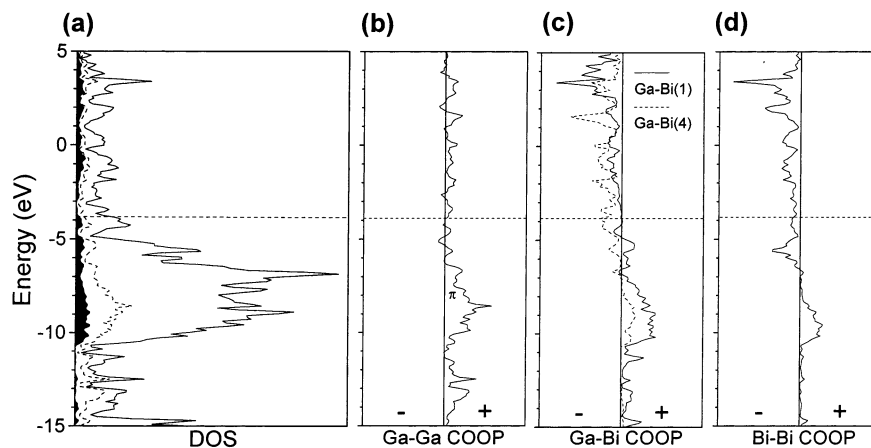 (a)
(b)
(c)
(d)
5
0
-5
-10
-15
Energy (eV)
π
Ga-Bi(1)
Ga-Bi(4)
- +
- +
- +
DOS
Ga-Ga COOP
Ga-Bi COOP
Bi-Bi COOP